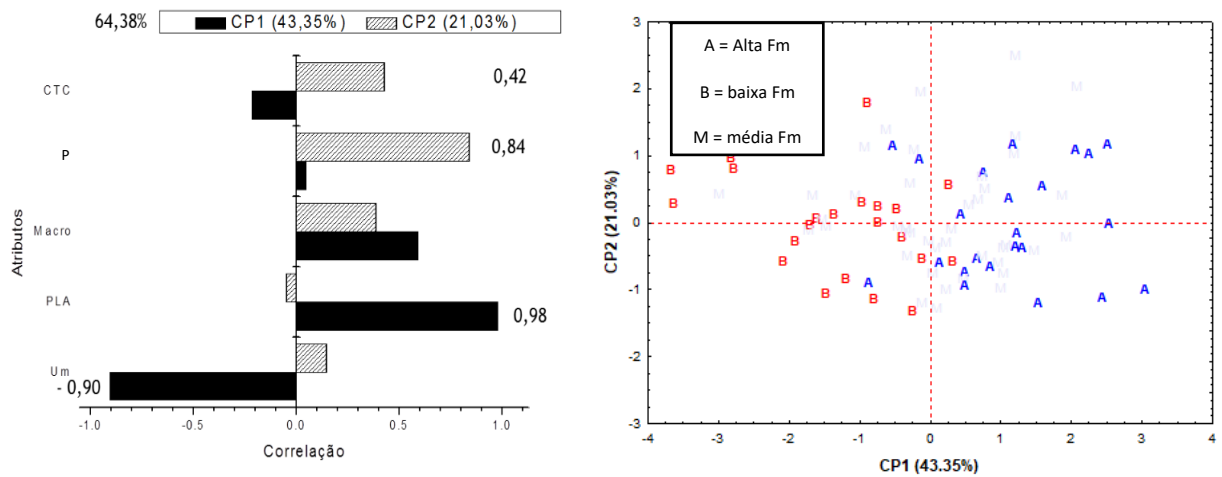 64,38%
CP1 (43,35%) CP2 (21,03%)
CTC
0,42
P
0,84
Macro
PLA
0,98
Um
- 0,90
Atributos
-1.0 -0.5 0.0 0.5 1.0
Correlação
A = Alta Fm
B = baixa Fm
M = média Fm
3
2
1
0
-1
-2
-3
CP2 (21.03%)
-4 -3 -2 -1 0 1 2 3 4
CP1 (43.35%)